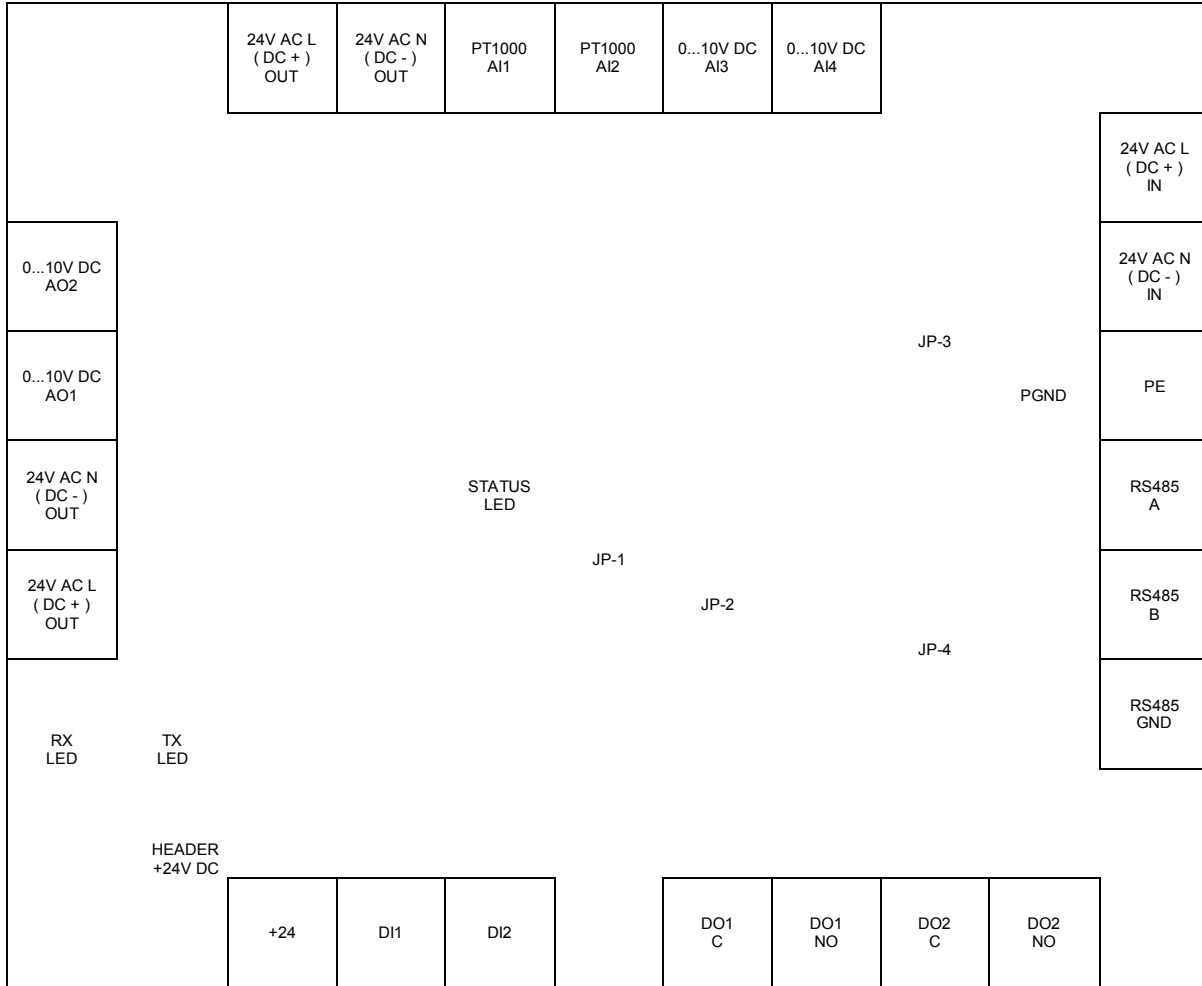 24V AC L
( DC + )
OUT
24V AC N
( DC - )
OUT
PT1000
AI1
PT1000
AI2
0...10V DC
AI3
0...10V DC
AI4
24V AC L
( DC + )
IN
24V AC N
( DC - )
IN
PE
RS485
A
RS485
B
RS485
GND
0...10V DC
AO2
0...10V DC
AO1
24V AC N
( DC - )
OUT
24V AC L
( DC + )
OUT
JP-3
PGND
STATUS
LED
JP-1
JP-2
JP-4
RX
LED
TX
LED
HEADER
+24V DC
+24
DI1
DI2
DO1
C
DO1
NO
DO2
C
DO2
NO